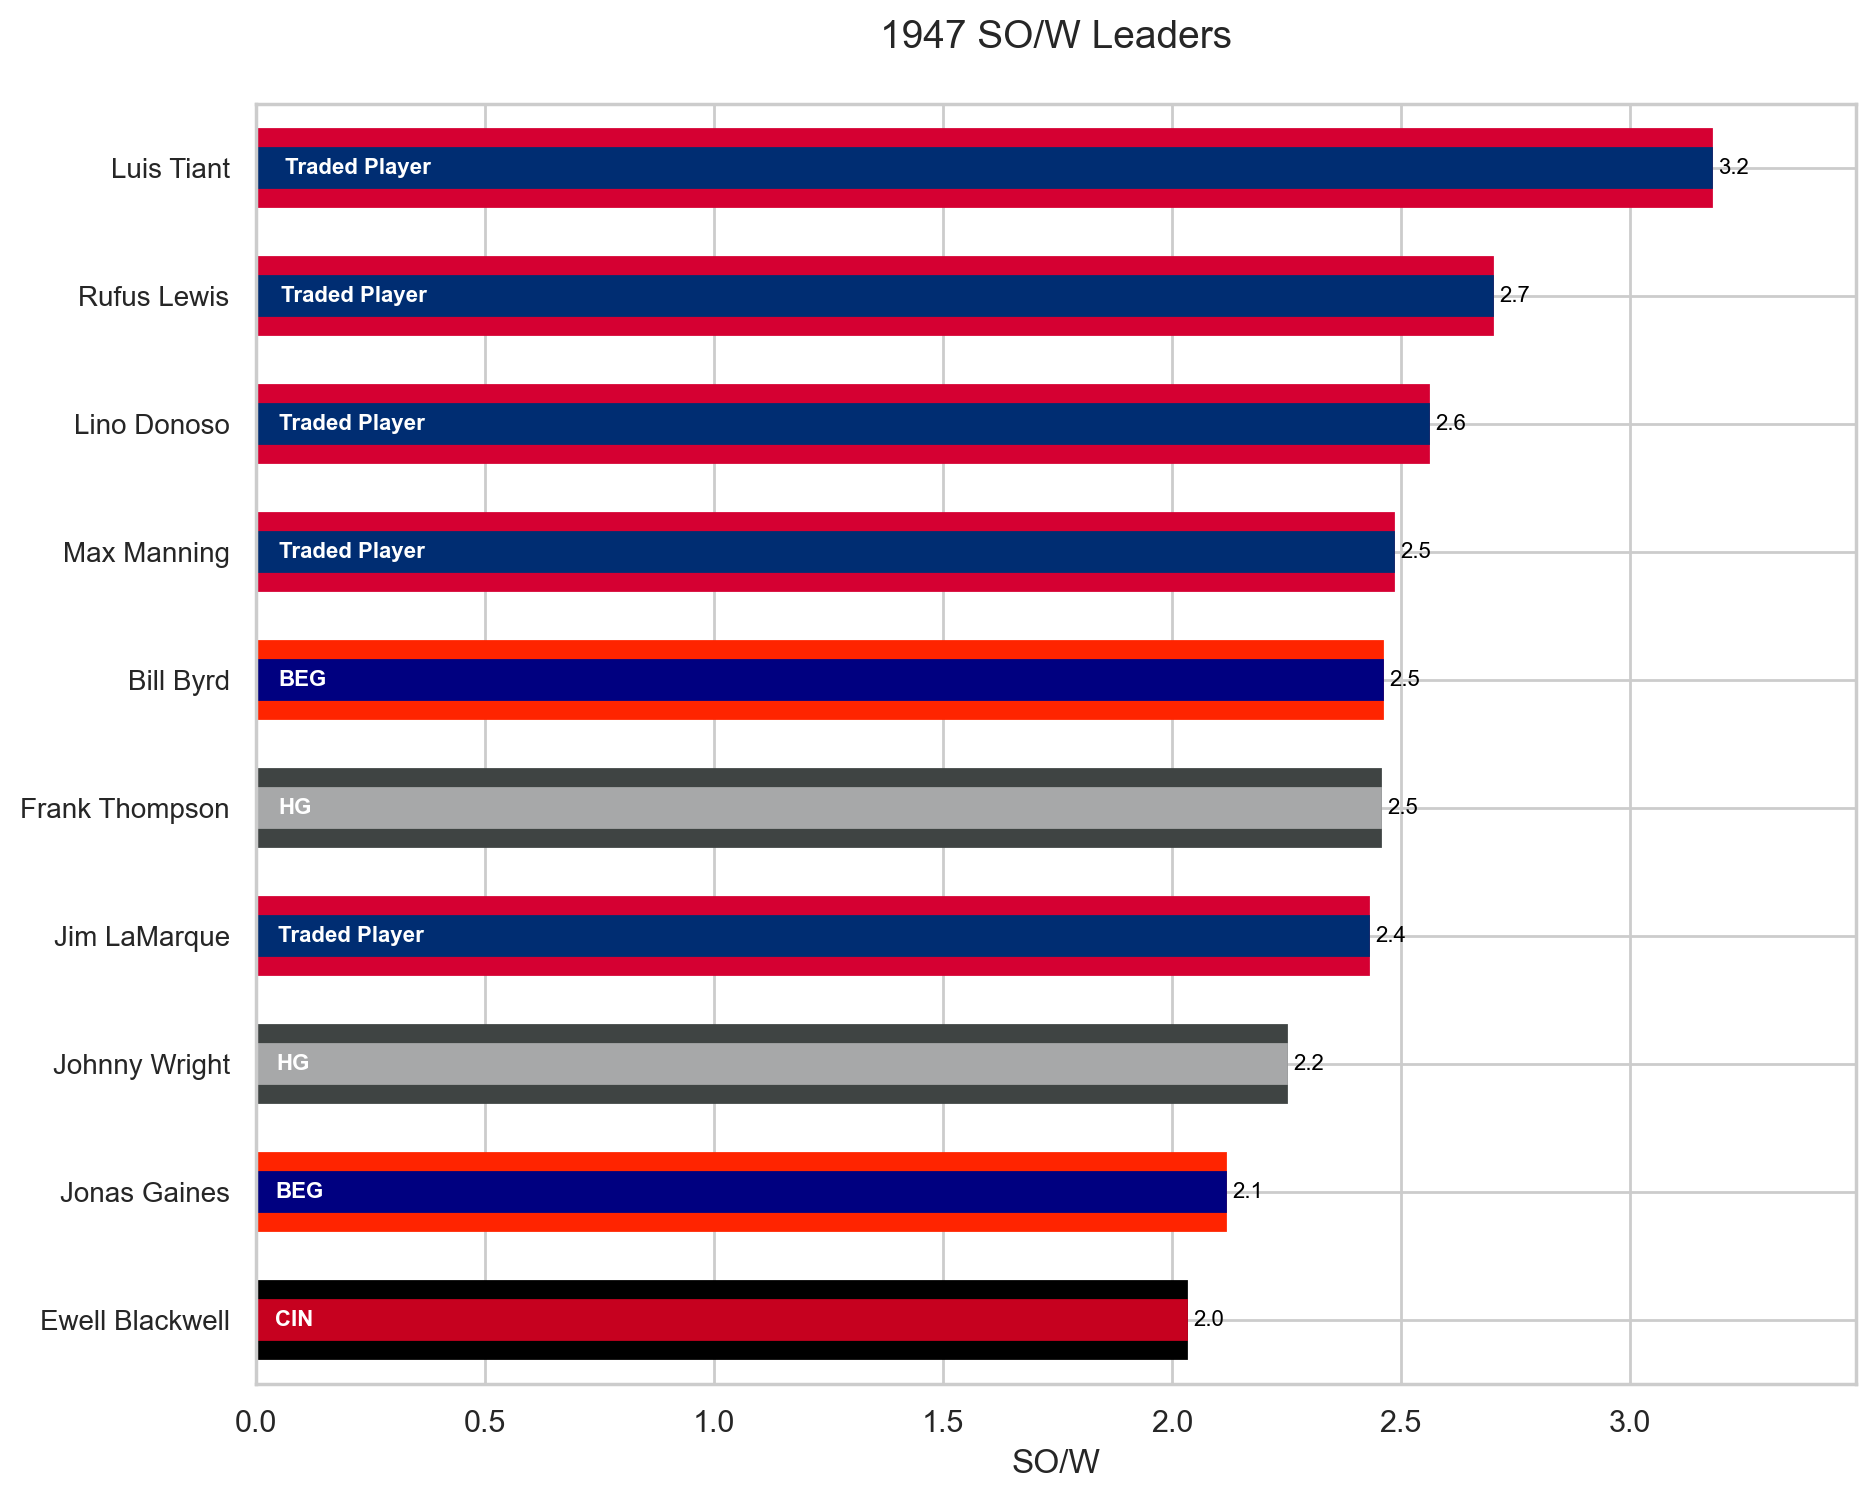 1947 SO/W Leaders
Luis Tiant Traded Player 3.2
Rufus Lewis Traded Player 2.7
Lino Donoso Traded Player 2.6
Max Manning Traded Player 2.5
Bill Byrd BEG 2.5
Frank Thompson HG 2.5
Jim LaMarque Traded Player 2.4
Johnny Wright HG 2.2
Jonas Gaines BEG 2.1
Ewell Blackwell CIN 2.0
0.0 0.5 1.0 1.5 2.0 2.5 3.0
SO/W